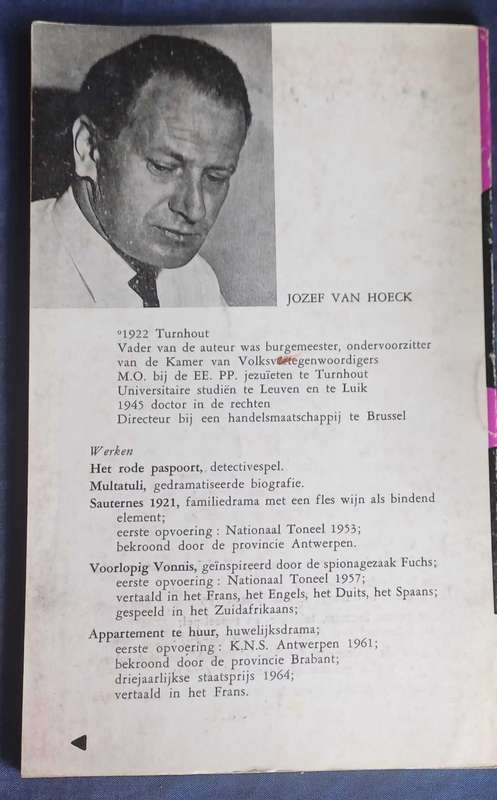 JOZEF VAN HOECK
°1922 Turnhout
Vader van de auteur was burgemeester, ondervoorzitter
van de Kamer van Volksvertegenwoordigers
M.O. bij de EE. PP. jezuïeten te Turnhout
Universitaire studiën te Leuven en te Luik
1945 doctor in de rechten
Directeur bij een handelsmaatschappij te Brussel
Werken
Het rode paspoort, detectivespel.
Multatuli, gedramatiseerde biografie.
Sauternes 1921, familiedrama met een fles wijn als bindend
element;
eerste opvoering : Nationaal Toneel 1953;
bekroond door de provincie Antwerpen.
Voorlopig Vonnis, geïnspireerd door de spionagezaak Fuchs;
eerste opvoering : Nationaal Toneel 1957;
vertaald in het Frans, het Engels, het Duits, het Spaans;
gespeeld in het Zuidafrikaans;
Appartement te huur, huwelijksdrama;
eerste opvoering : K.N.S. Antwerpen 1961;
bekroond door de provincie Brabant;
driejaarlijkse staatsprijs 1964;
vertaald in het Frans.